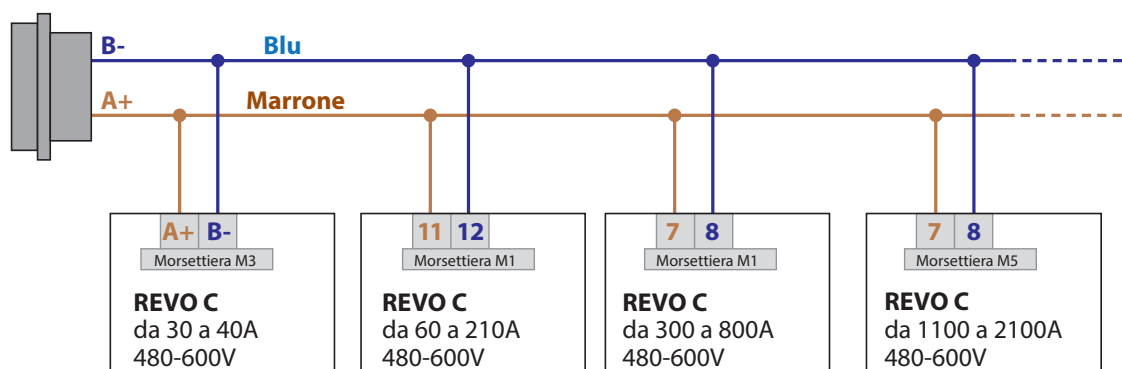 B- Blu
A+ Marrone
A+ B-
Morsettiera M3
REVO C
da 30 a 40A
480-600V
11 12
Morsettiera M1
REVO C
da 60 a 210A
480-600V
7 8
Morsettiera M1
REVO C
da 300 a 800A
480-600V
7 8
Morsettiera M5
REVO C
da 1100 a 2100A
480-600V